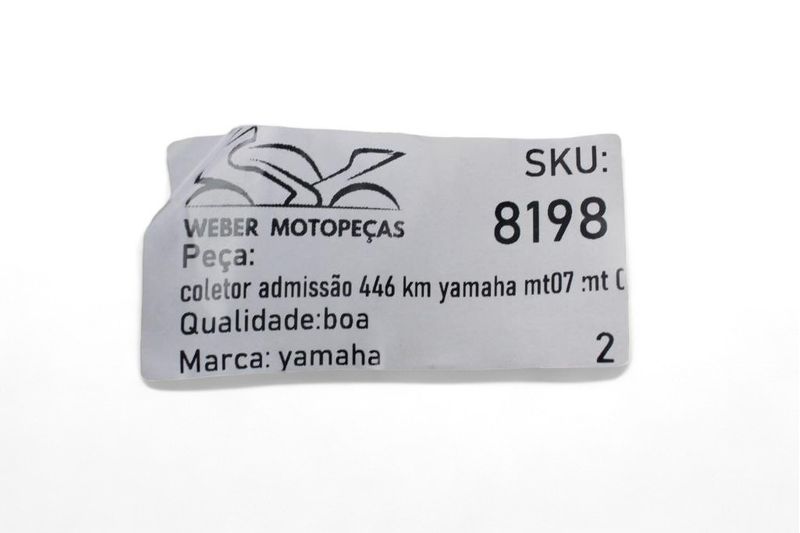 SKU:
8198
WEBER MOTOPEÇAS
Peça:
coletor admissão 446 km yamaha mt07 mt
Qualidade:boa
Marca: yamaha
2